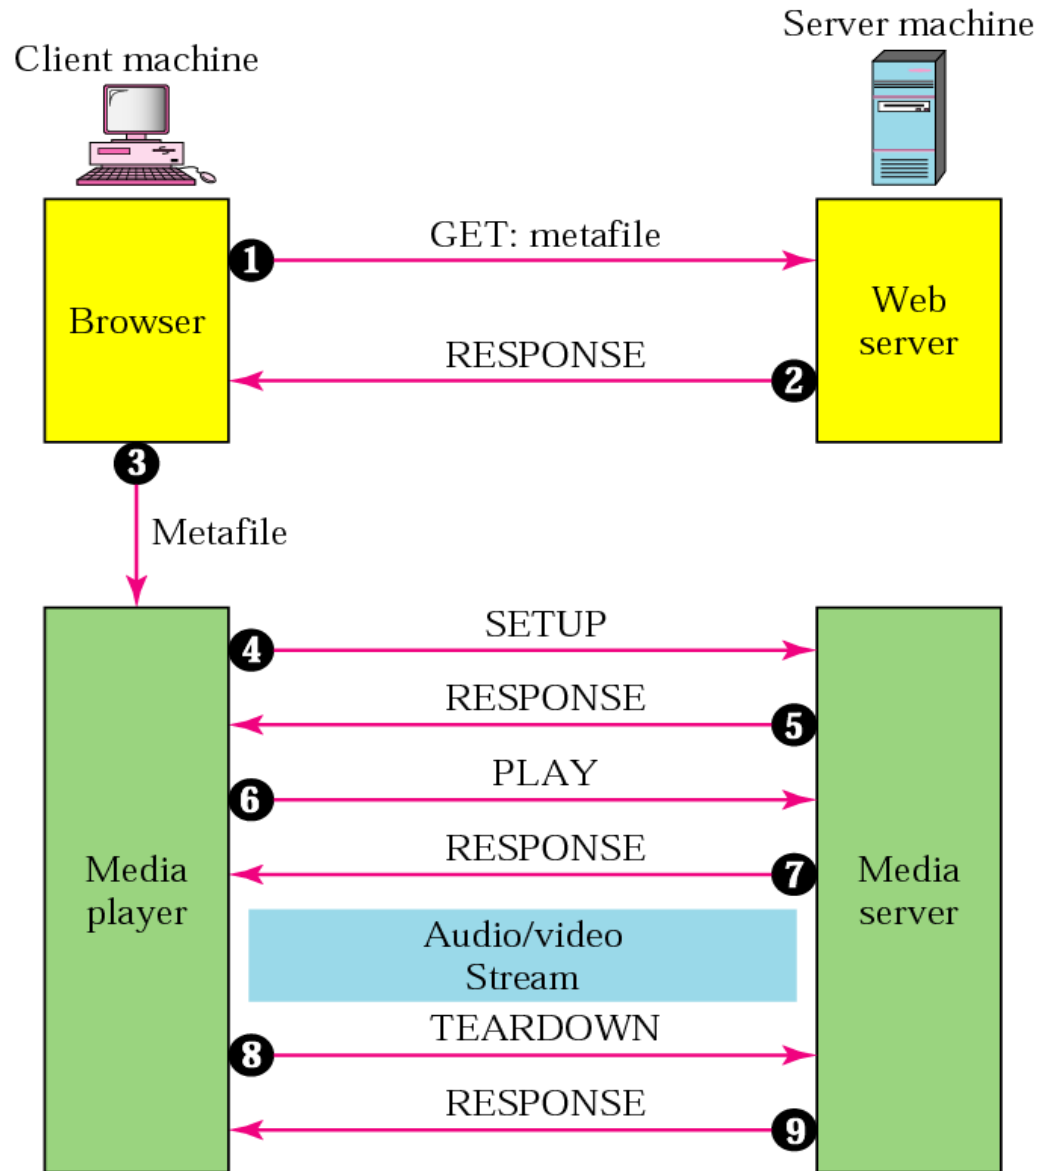 Server machine
Client machine
GET: metafile
1
Browser
Web
server
RESPONSE
2
3
Metafile
SETUP
4
RESPONSE
5
PLAY
6
RESPONSE
7
Media
player
Media
server
Audio/video
Stream
TEARDOWN
8
RESPONSE
9